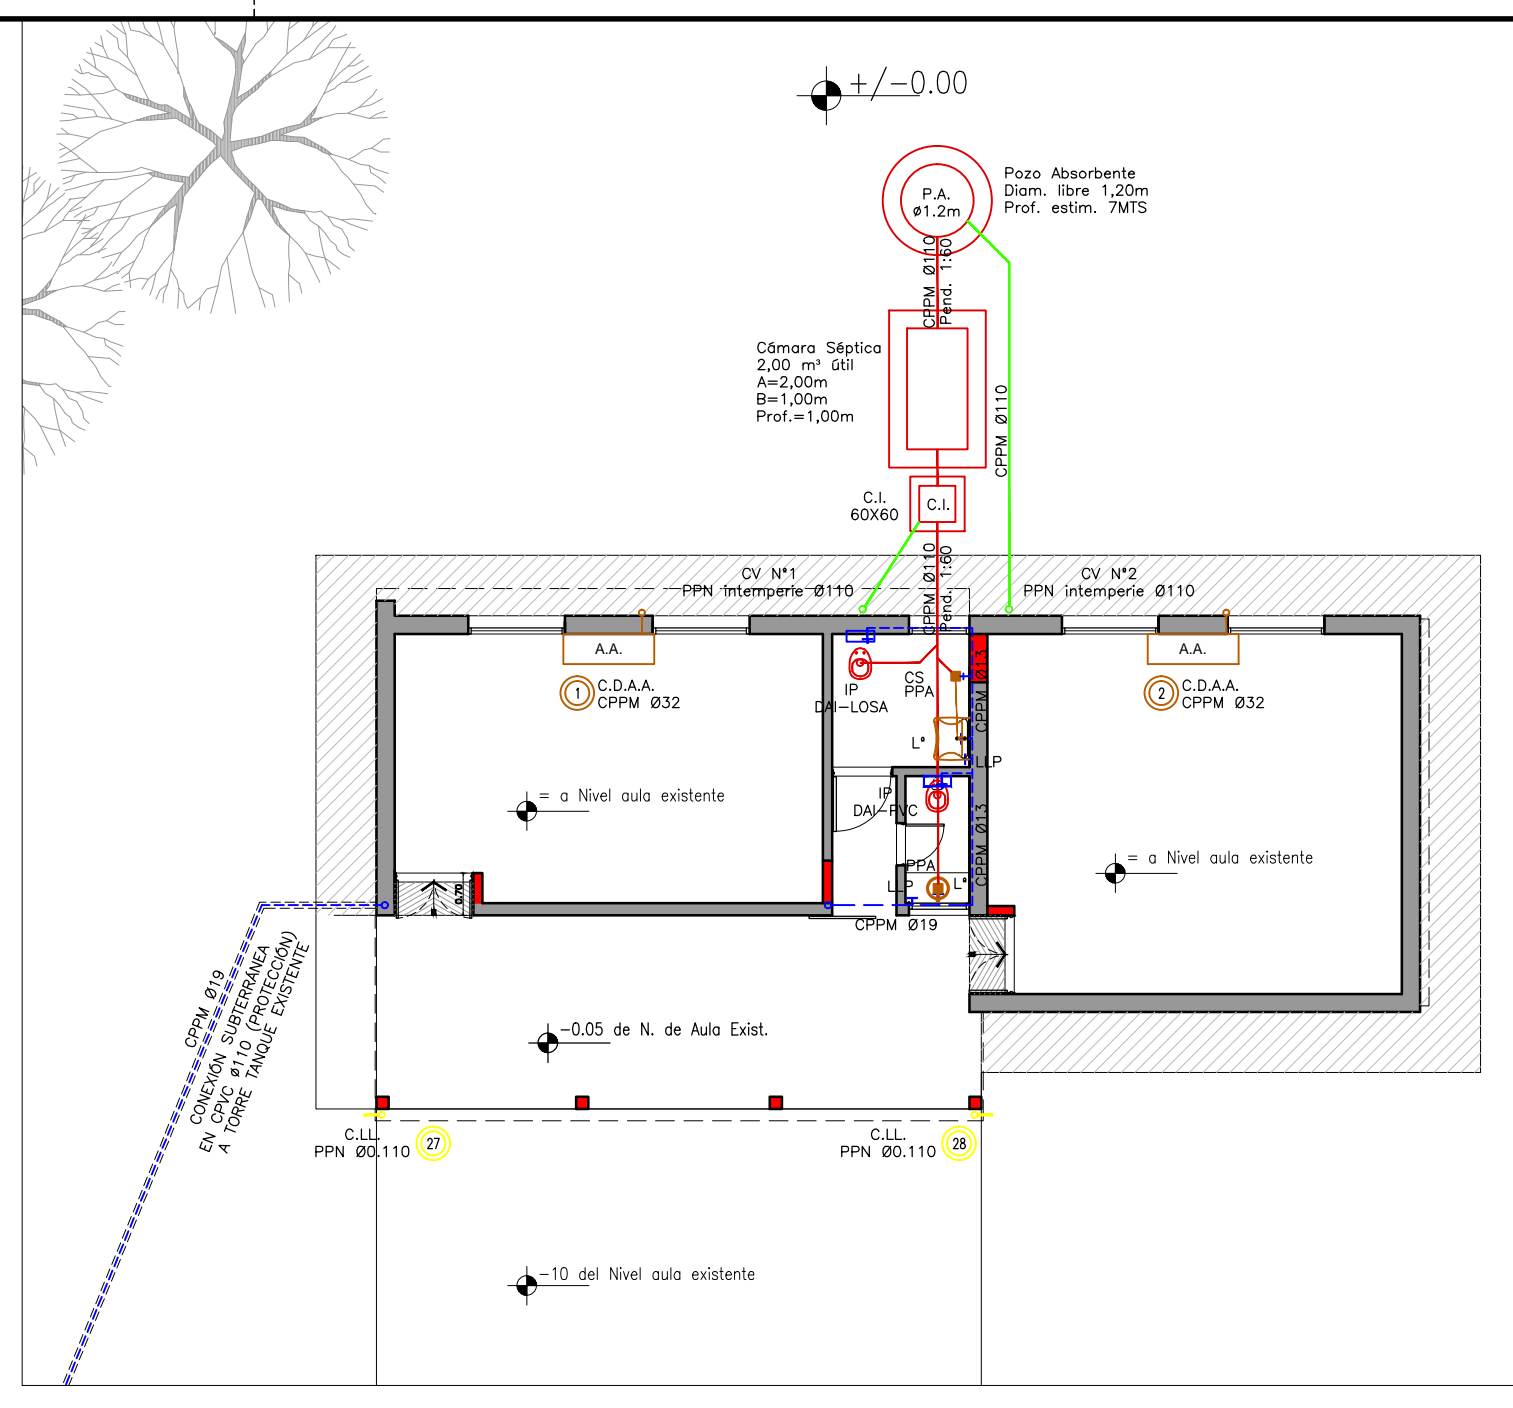 +/-0.00
P.A.
ø1.2m
Pozo Absorbente
Diam. libre 1,20m
Prof. estim. 7MTS
CPPM Ø110
Pend. 1:60
Cámara Séptica
2,00 m³ útil
A=2,00m
B=1,00m
Prof.=1,00m
CPPM Ø110
C.I.
60X60
C.I.
CPPM Ø110
Pend. 1:60
CV N°1
PPN intemperie Ø110
CV N°2
PPN intemperie Ø110
A.A.
1
C.D.A.A.
CPPM Ø32
IP
DAI-LOSA
CS
PPA
L°
LLP
CPPM Ø13
A.A.
2
C.D.A.A.
CPPM Ø32
= a Nivel aula existente
IP
DAI-PVC
PPA
LLP
L°
CPPM Ø13
= a Nivel aula existente
0.70
CPPM Ø19
CPPM Ø19
CONEXIÓN SUBTERRÁNEA
EN CPVC ø110 (PROTECCIÓN)
A TORRE TANQUE EXISTENTE
-0.05 de N. de Aula Exist.
C.LL.
PPN Ø0.110
27
C.LL.
PPN Ø0.110
28
-10 del Nivel aula existente